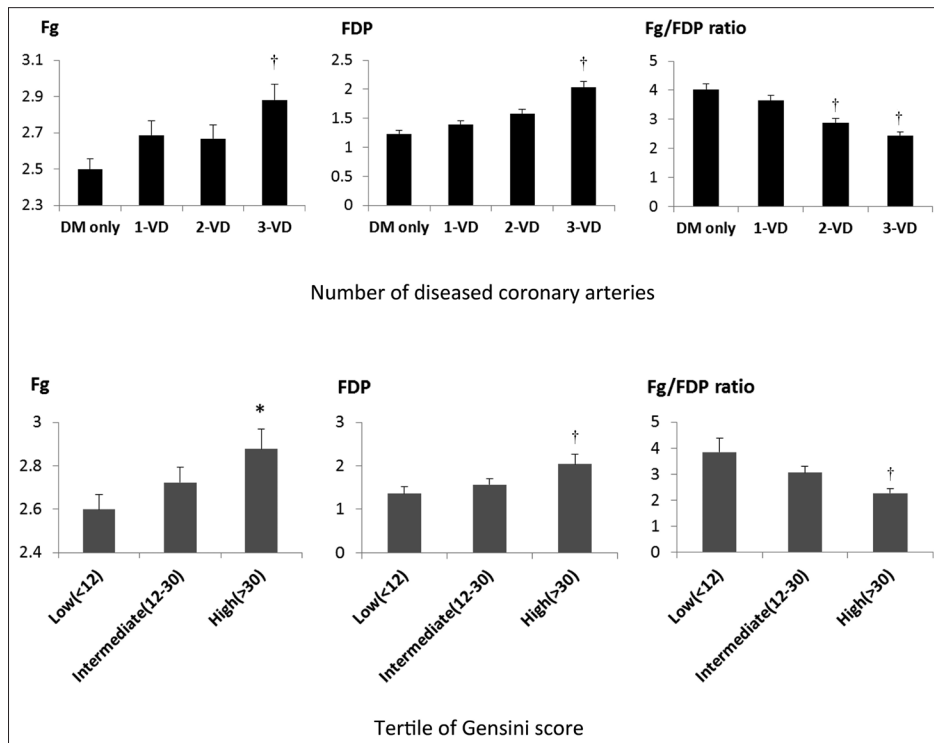 Fg
3.1
2.9
2.7
2.5
2.3
†
DM only 1-VD 2-VD 3-VD
FDP
2.5
2
1.5
1
0.5
0
†
DM only 1-VD 2-VD 3-VD
Fg/FDP ratio
5
4
3
2
1
0
† †
DM only 1-VD 2-VD 3-VD
Number of diseased coronary arteries
Fg
3
2.8
2.6
2.4
*
Low(<12) Intermediate(12-30) High(>30)
FDP
3
2
1
0
†
Low(<12) Intermediate(12-30) High(>30)
Fg/FDP ratio
5
4
3
2
1
0
†
Low(<12) Intermediate(12-30) High(>30)
Tertile of Gensini score